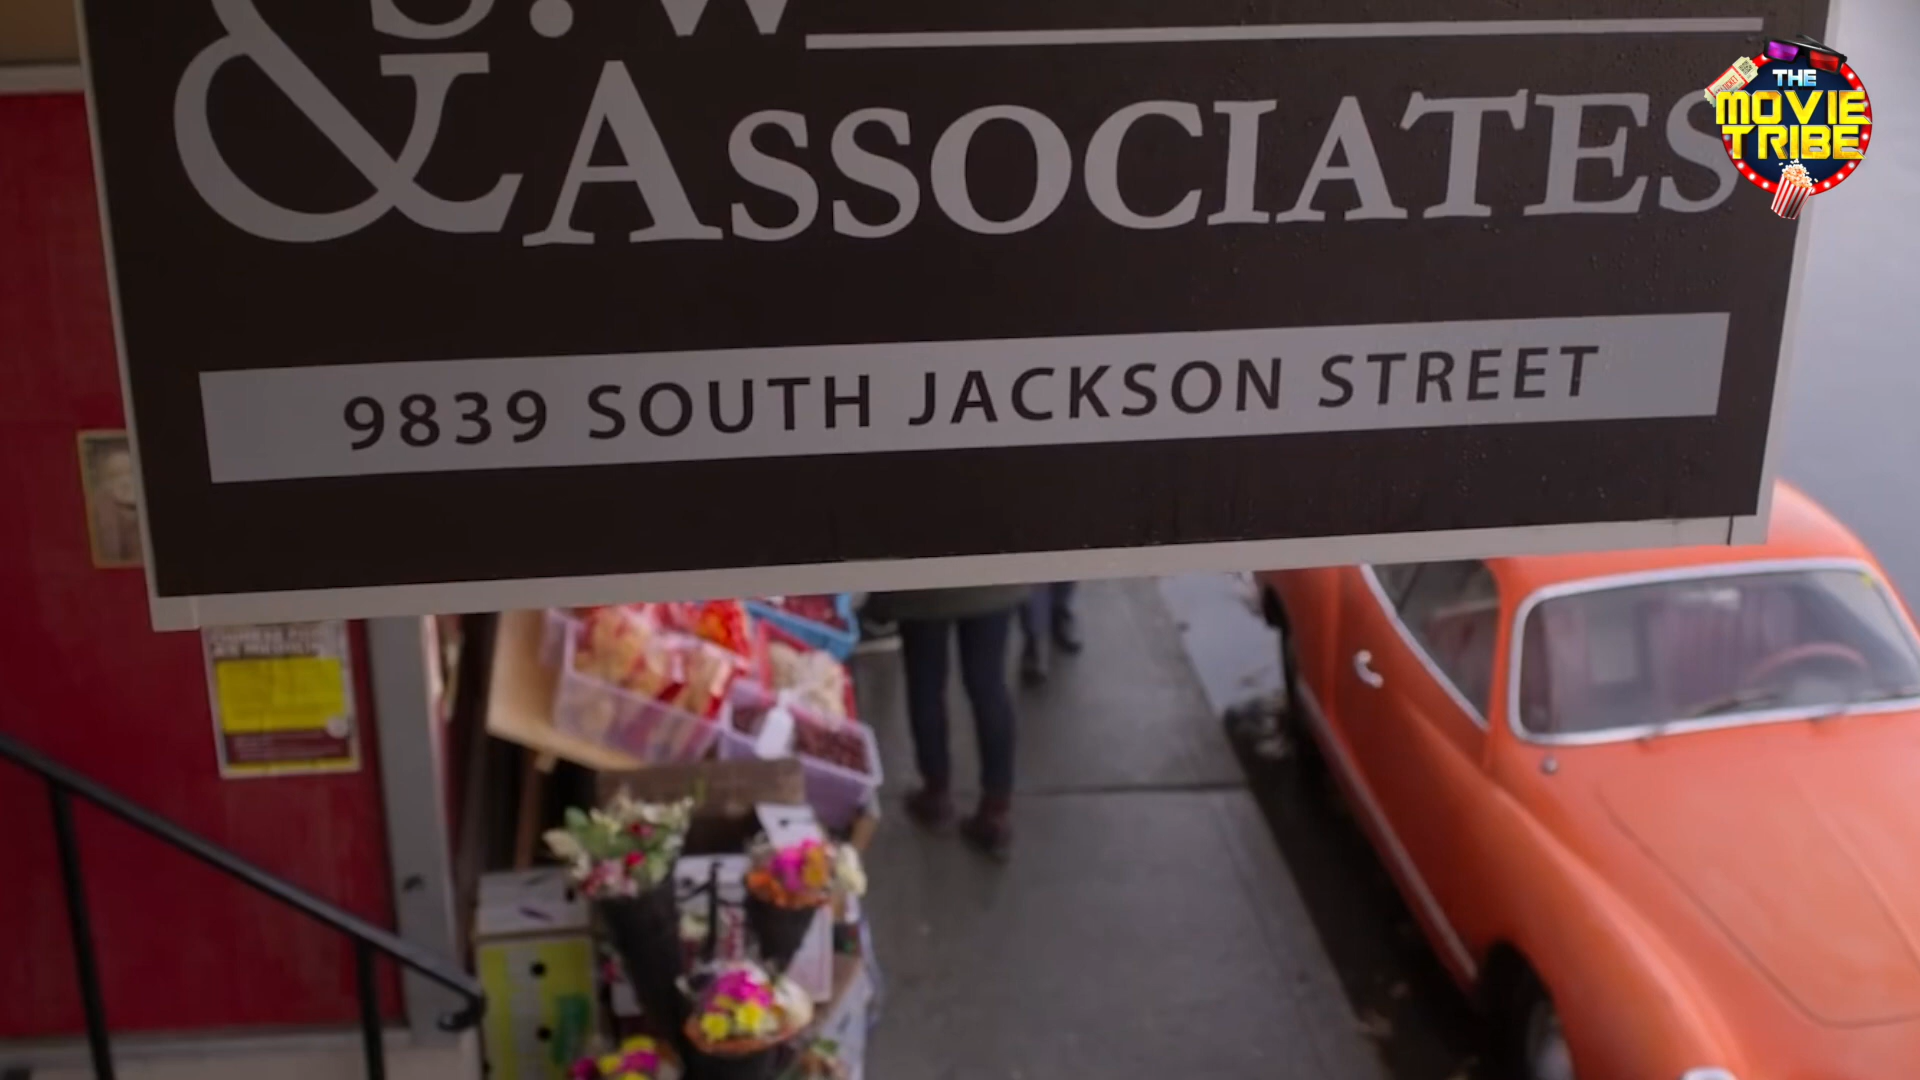 S. W
& ASSOCIATES
9839 SOUTH JACKSON STREET
THE
MOVIE
TRIBE